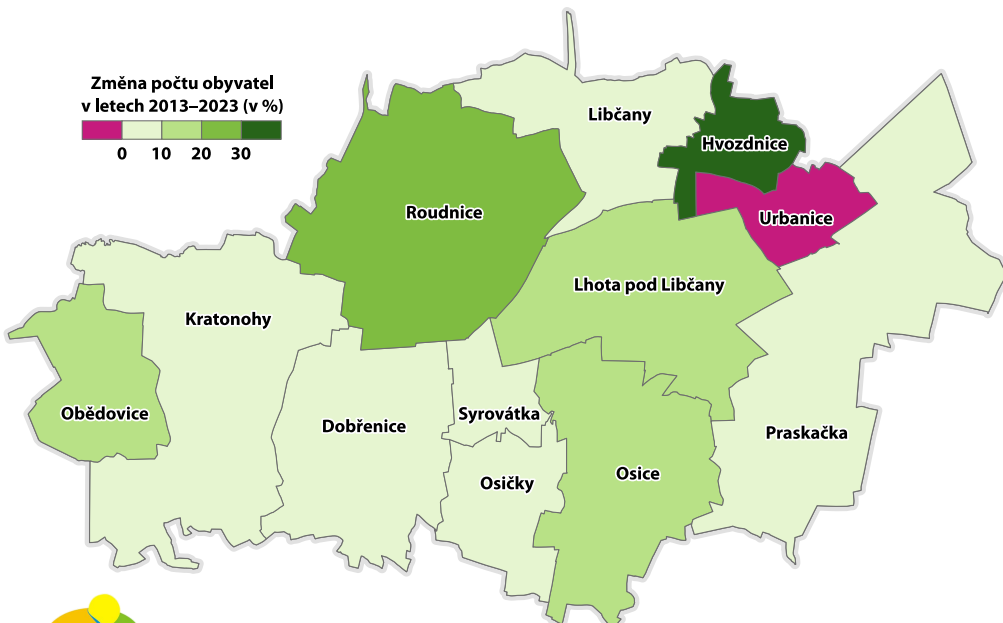 Změna počtu obyvatel
v letech 2013–2023 (v %)
0 10 20 30
Libčany
Hvozdnice
Roudnice
Urbanice
Lhota pod Libčany
Kratonohy
Obědovice
Dobřenice
Syrovátka
Praskačka
Osice
Osičky